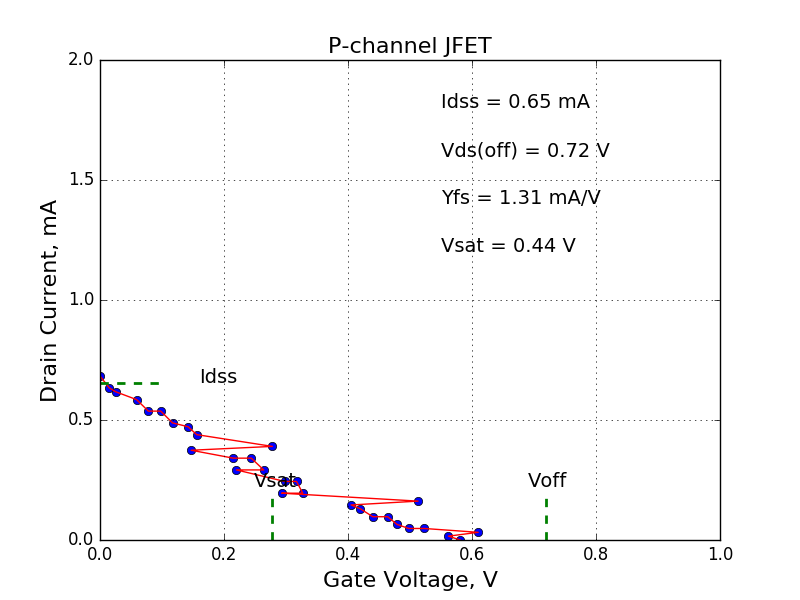 P-channel JFET
2.0
1.5
1.0
0.5
0.0
Drain Current, mA
Idss = 0.65 mA
Vds(off) = 0.72 V
Yfs = 1.31 mA/V
Vsat = 0.44 V
Idss
Vsat
Voff
0.0 0.2 0.4 0.6 0.8 1.0
Gate Voltage, V